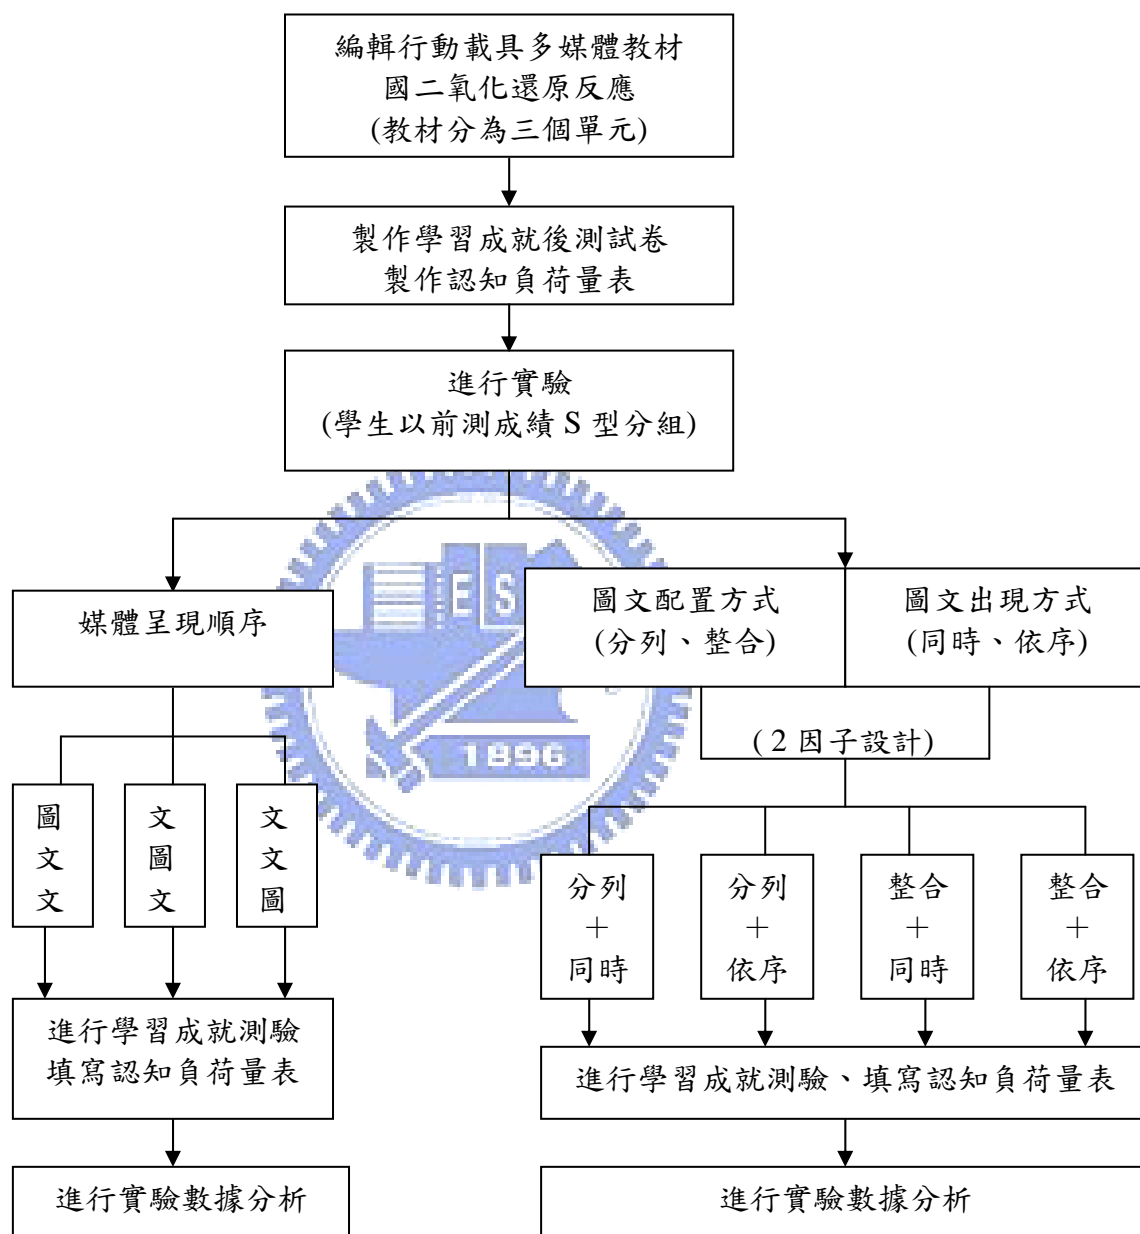 編輯行動載具多媒體教材
國二氧化還原反應
(教材分為三個單元)
製作學習成就後測試卷
製作認知負荷量表
進行實驗
(學生以前測成績 S 型分組)
媒體呈現順序
圖文配置方式
(分列、整合)
圖文出現方式
(同時、依序)
E S
1896
(2 因子設計)
圖
文
文
文
圖
文
文
文
圖
分列
＋
同時
分列
＋
依序
整合
＋
同時
整合
＋
依序
進行學習成就測驗
填寫認知負荷量表
進行學習成就測驗、填寫認知負荷量表
進行實驗數據分析
進行實驗數據分析